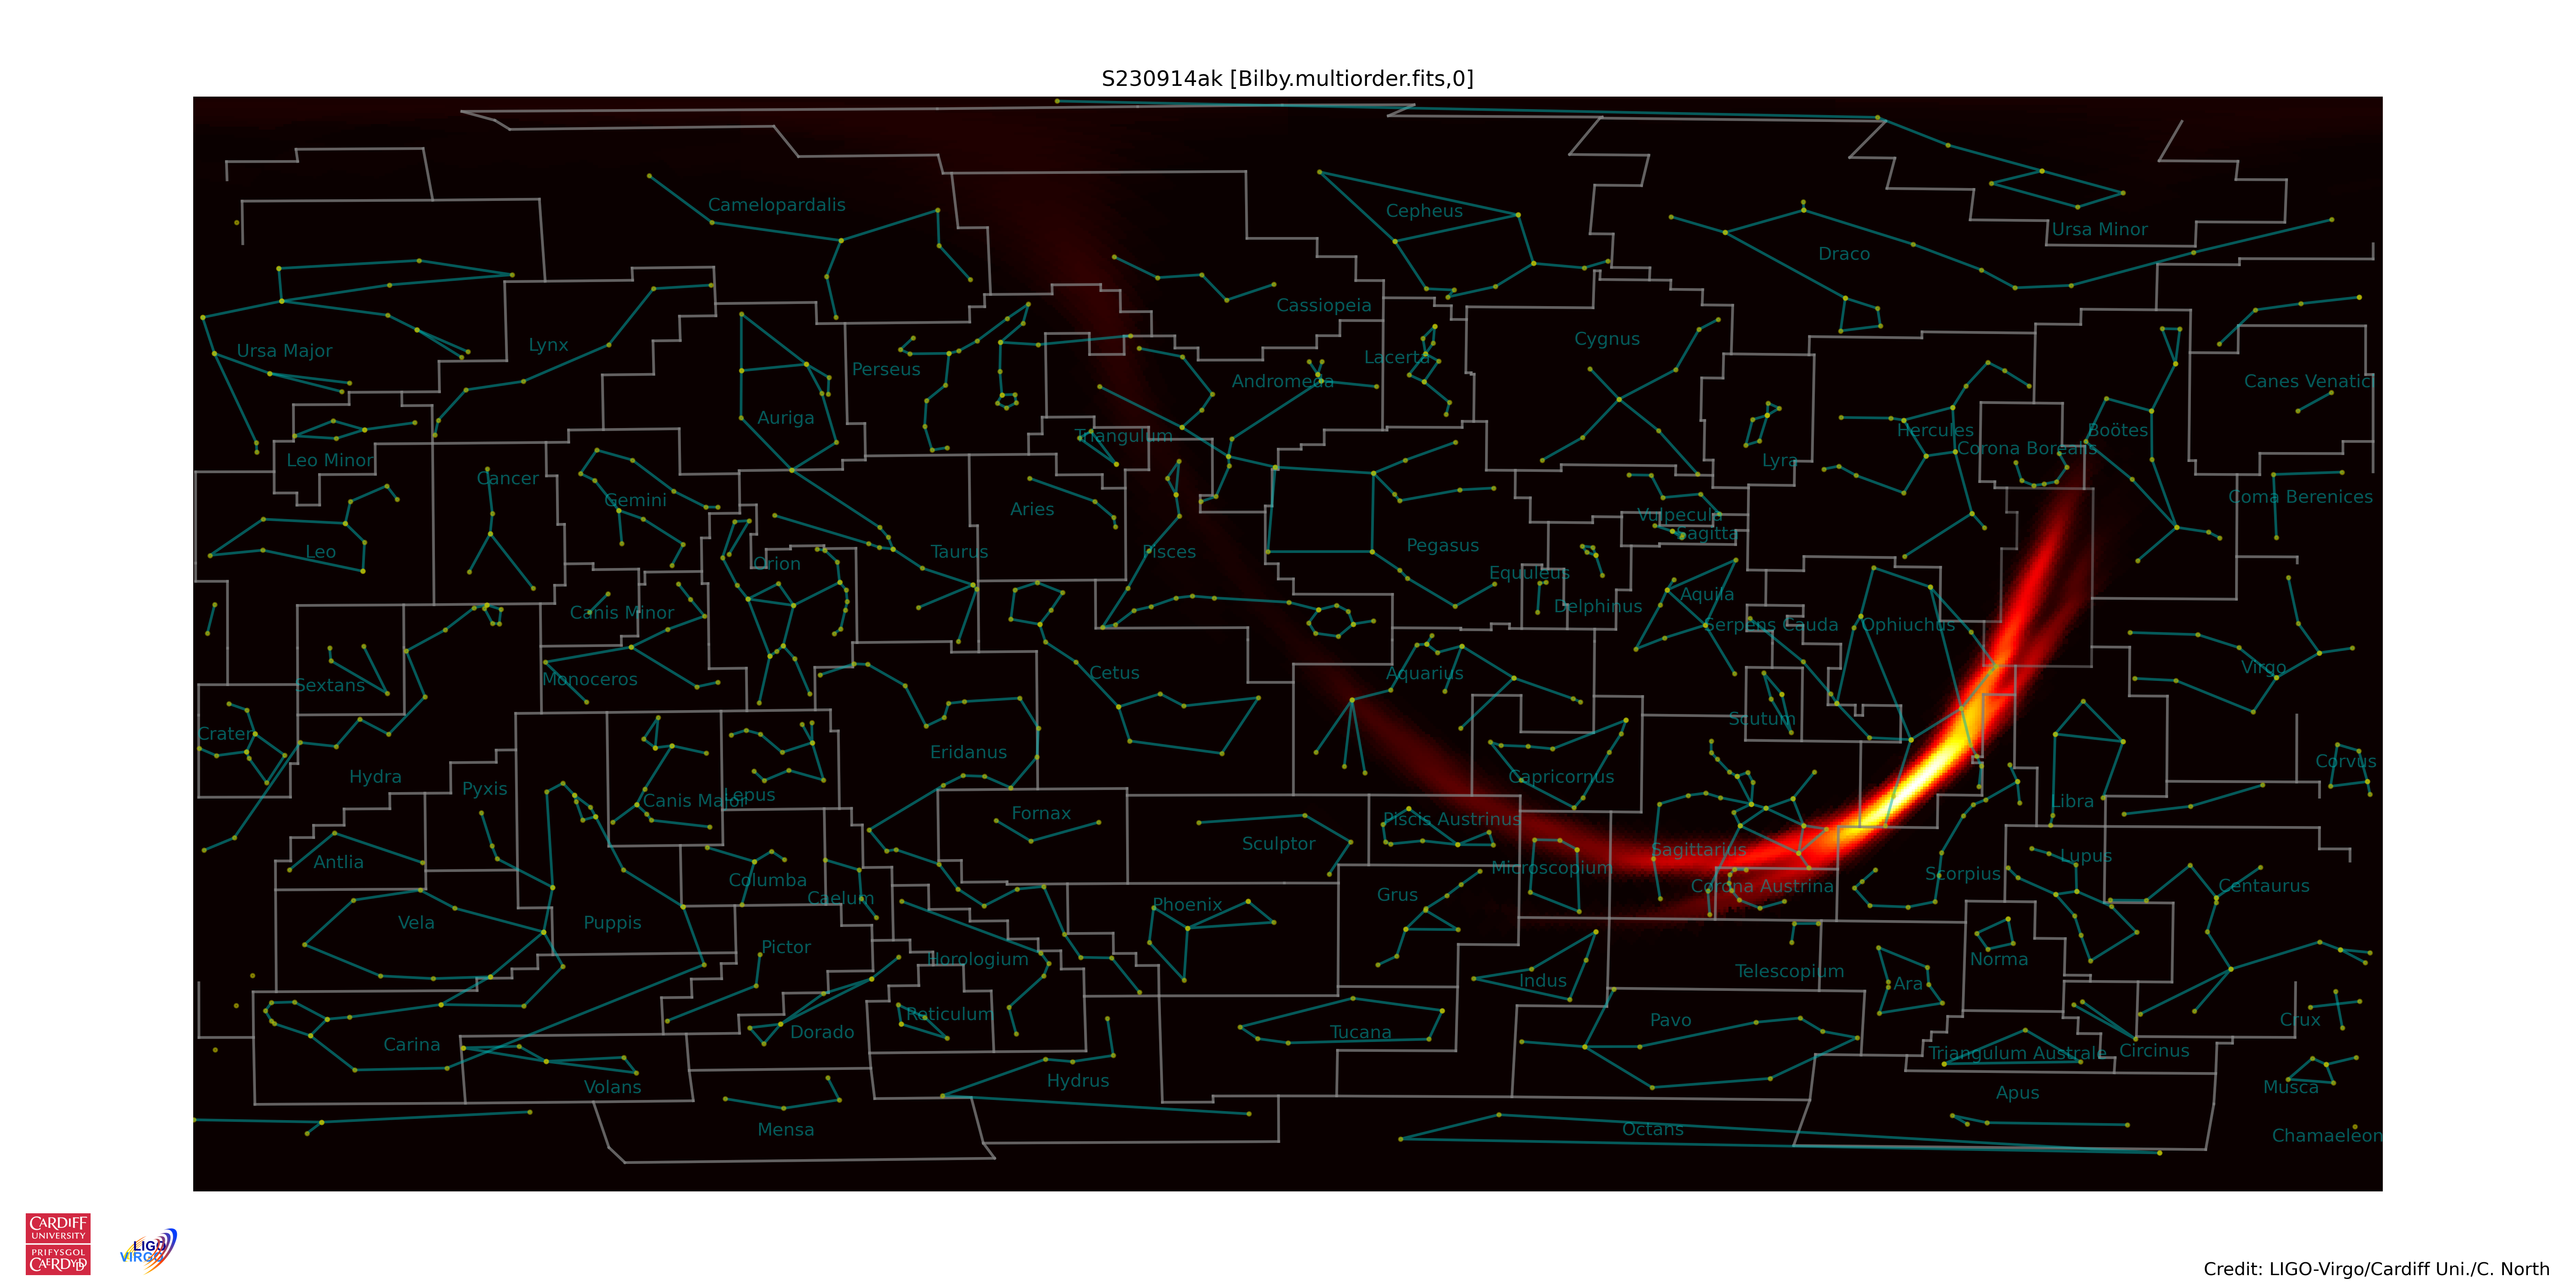 S230914ak [Bilby.multiorder.fits,0]
Camelopardalis
Cepheus
Ursa Minor
Draco
Cassiopeia
Cygnus
Ursa Major
Lynx
Lacerta
Perseus
Andromeda
Canes Venatici
Auriga
Triangulum
Hercules
Boötes
Corona Borealis
Leo Minor
Lyra
Cancer
Gemini
Coma Berenices
Aries
Vulpecula
Sagitta
Leo
Taurus
Pisces
Pegasus
Orion
Equuleus
Aquila
Delphinus
Canis Minor
Serpens Cauda
Ophiuchus
Virgo
Cetus
Aquarius
Monoceros
Sextans
Scutum
Crater
Eridanus
Corvus
Hydra
Capricornus
Pyxis
Lepus
Canis Major
Libra
Fornax
Piscis Austrinus
Sculptor
Sagittarius
Lupus
Antlia
Microscopium
Scorpius
Columba
Corona Austrina
Centaurus
Grus
Caelum
Phoenix
Vela
Puppis
Pictor
Horologium
Norma
Telescopium
Indus
Ara
Reticulum
Pavo
Crux
Dorado
Tucana
Carina
Circinus
Triangulum Australe
Hydrus
Volans
Musca
Apus
Mensa
Octans
Chamaeleon
CARDIFF
UNIVERSITY
PRIFYSGOL
CAERDYDD
LIGO
VIRGO
Credit: LIGO-Virgo/Cardiff Uni./C. North